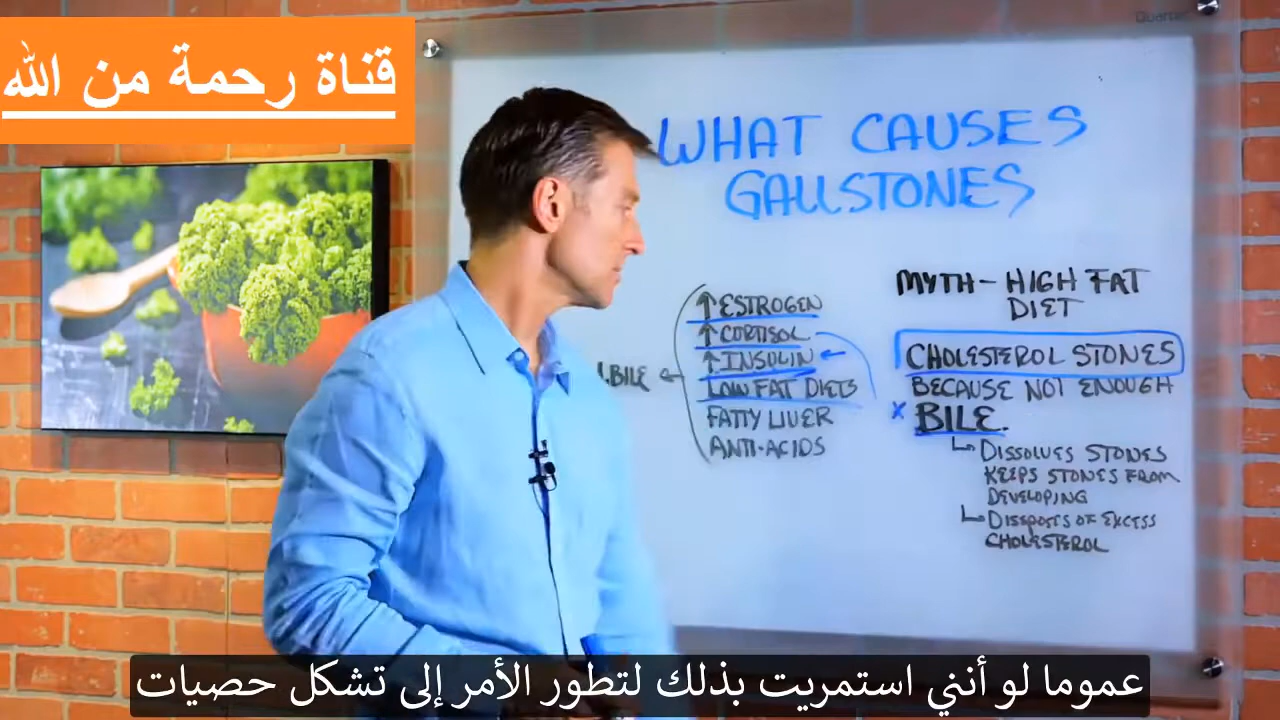 قناة رحمة من الله
WHAT CAUSES
GALLSTONES
MYTH - HIGH FAT
DIET
CHOLESTEROL STONES
BECAUSE NOT ENOUGH
X BILE.
DISSOLVES STONES
KEEPS STONES FROM
DEVELOPING
DISSPOSES OF EXCESS
CHOLESTEROL
↑ ESTROGEN
↑ CORTISOL
↑ INSULIN ←
LOW FAT DIETS
FATTY LIVER
ANTI-ACIDS
BILE ←
عموما لو أنني استمريت بذلك لتطور الأمر إلى تشكل حصيات